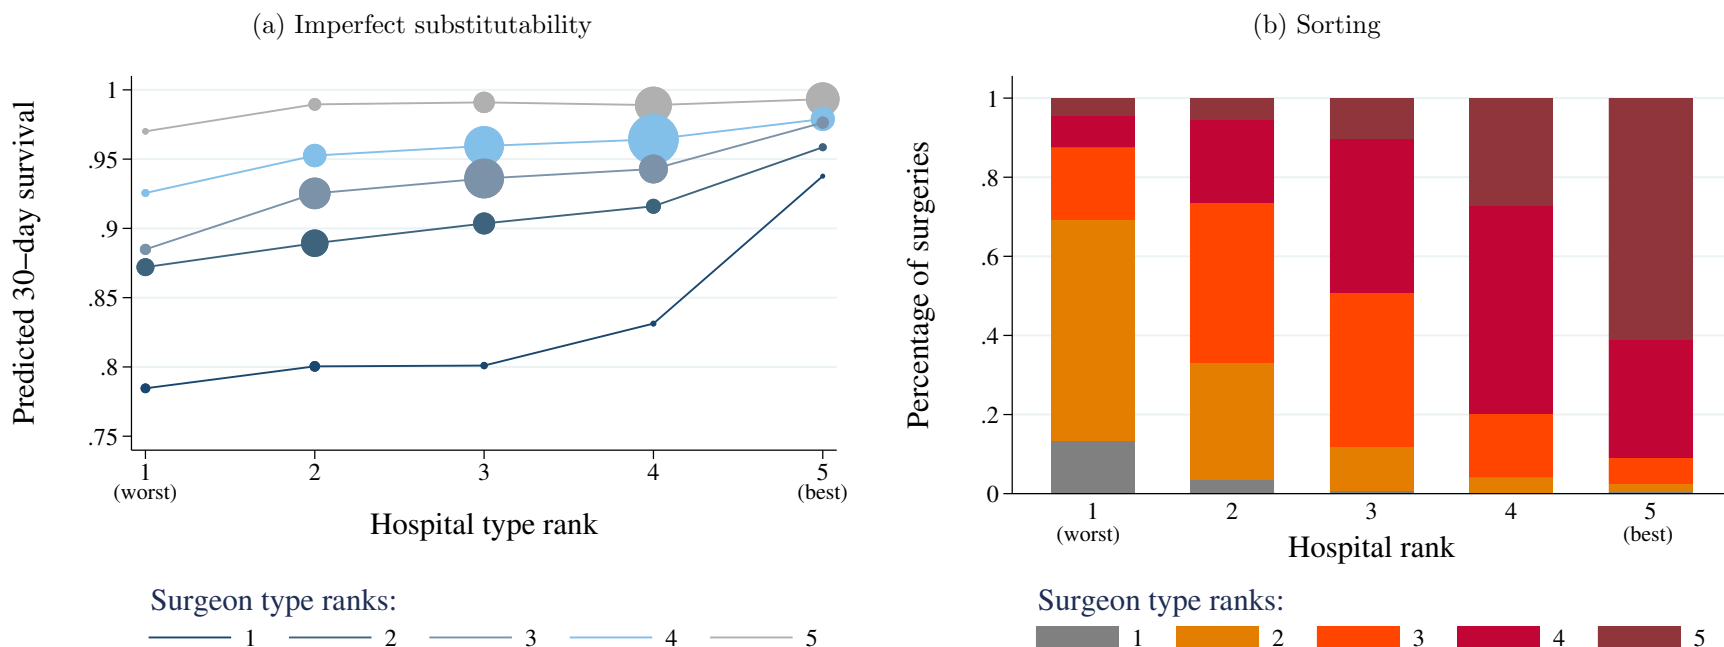 (a) Imperfect substitutability
Predicted 30–day survival
1
.95
.9
.85
.8
.75
1 2 3 4 5
(worst) (best)
Hospital type rank
Surgeon type ranks:
1 2 3 4 5
(b) Sorting
Percentage of surgeries
1
.8
.6
.4
.2
0
1 2 3 4 5
(worst) (best)
Hospital rank
Surgeon type ranks:
1 2 3 4 5